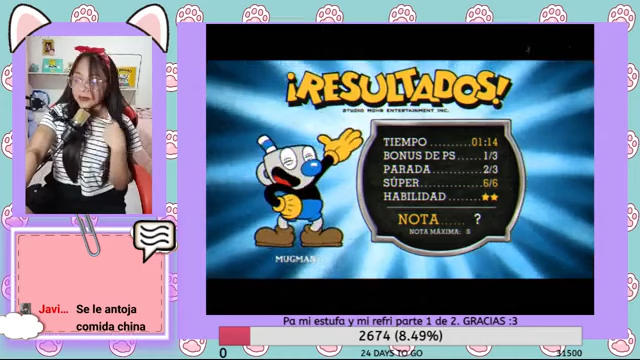 ¡RESULTADOS!
STUDIO MDHR ENTERTAINMENT INC.
TIEMPO ......... 01:14
BONUS DE PS ...... 1/3
PARADA .......... 2/3
SÚPER ............ 6/6
HABILIDAD ...... ★★
NOTA ...... ?
NOTA MÁXIMA: S
MUGMAN
Javi... Se le antoja
comida china
Pa mi estufa y mi refri parte 1 de 2. GRACIAS :3
2674 (8.49%)
0 24 DAYS TO GO 31500